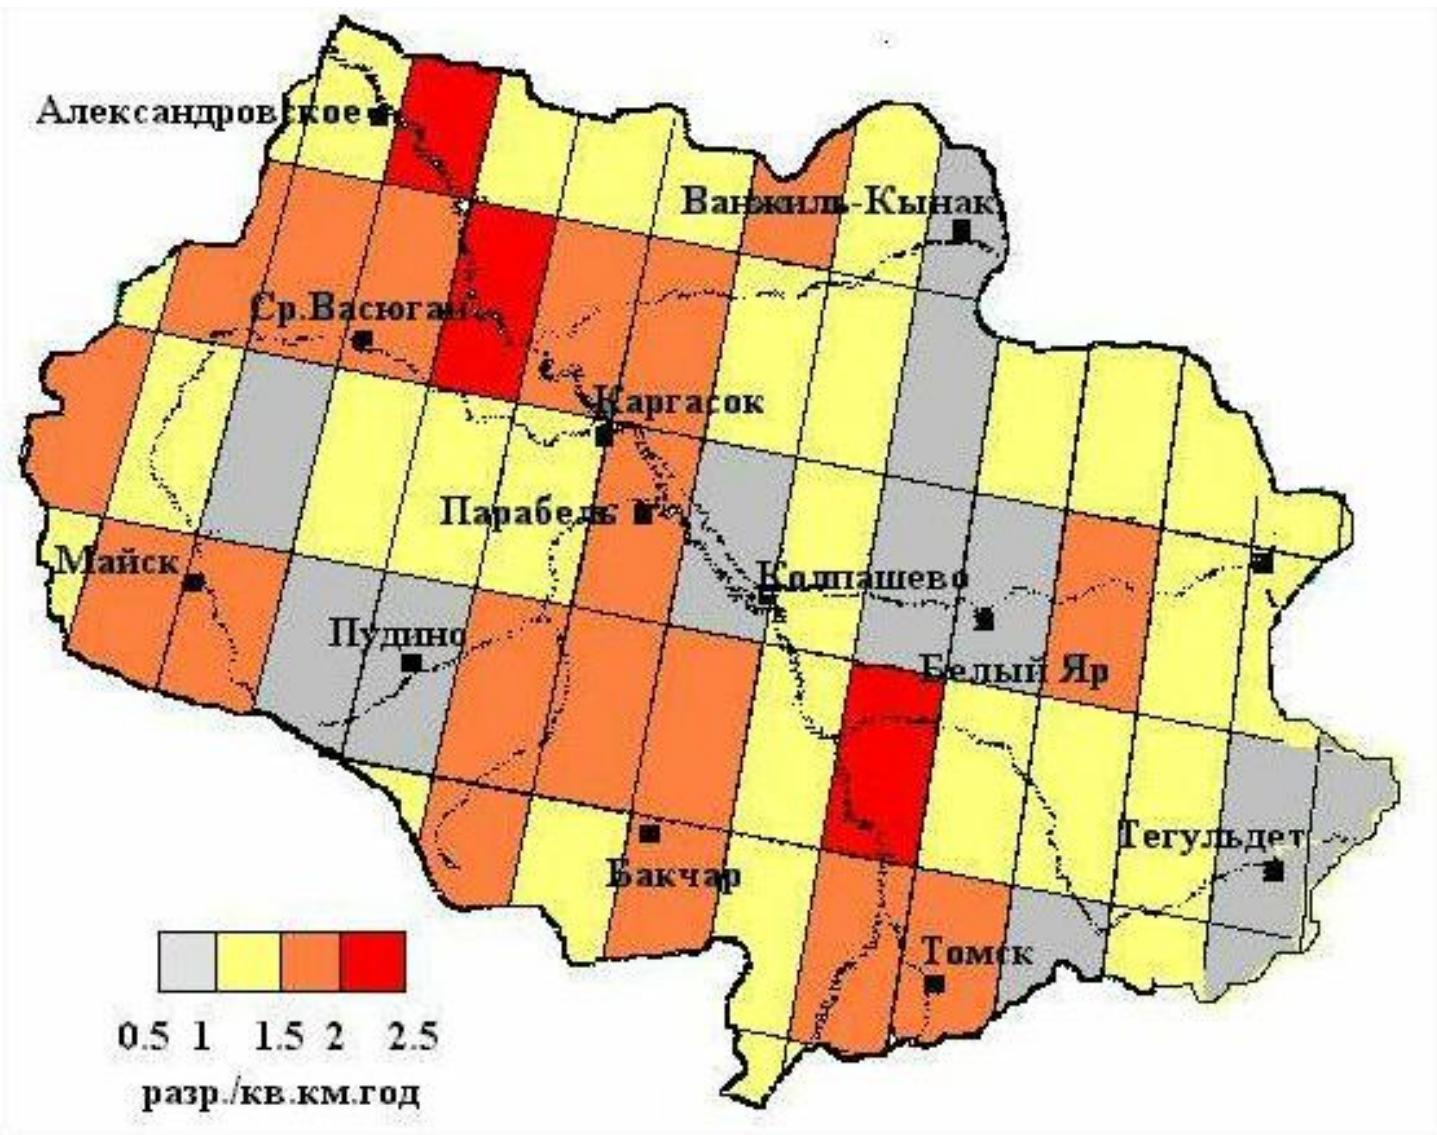 Александровское
Ванжиль-Кынак
Ср.Васюган
Каргасок
Парабель
Майск
Колпашево
Пудино
Белый Яр
Тегульдет
Бакчар
Томск
0.5 1 1.5 2 2.5
разр./кв.км.год